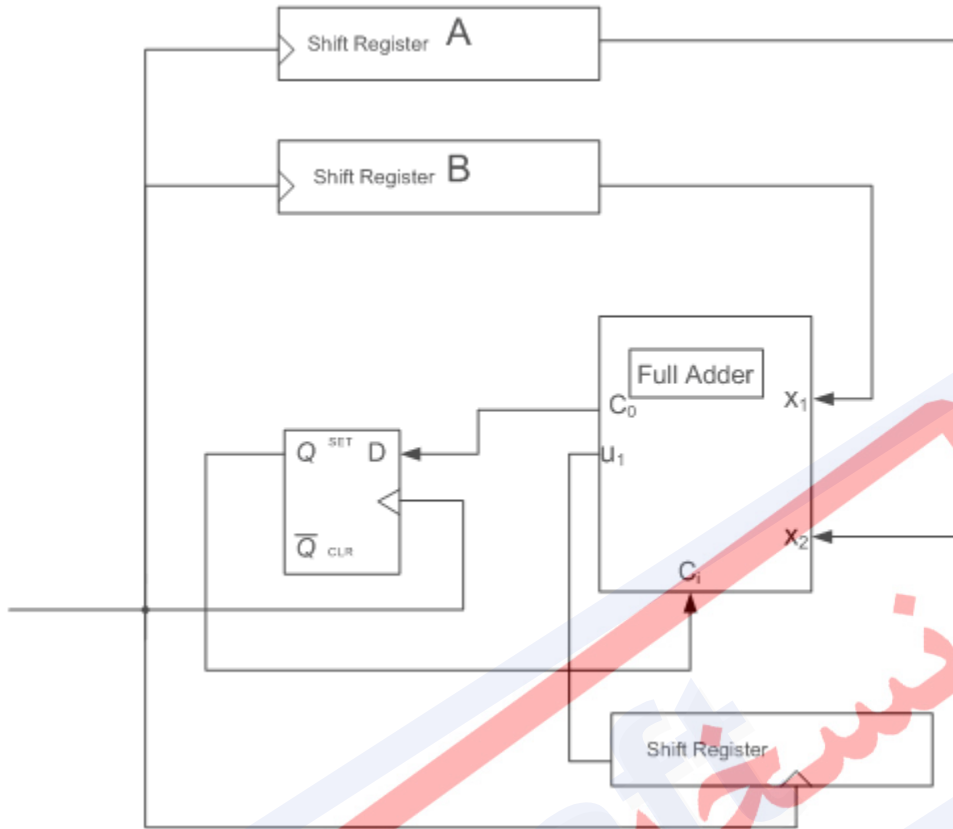 Shift Register A
Shift Register B
Full Adder
C₀
x₁
Q SET D
u₁
Q̅ CLR
x₂
Cᵢ
Shift Register